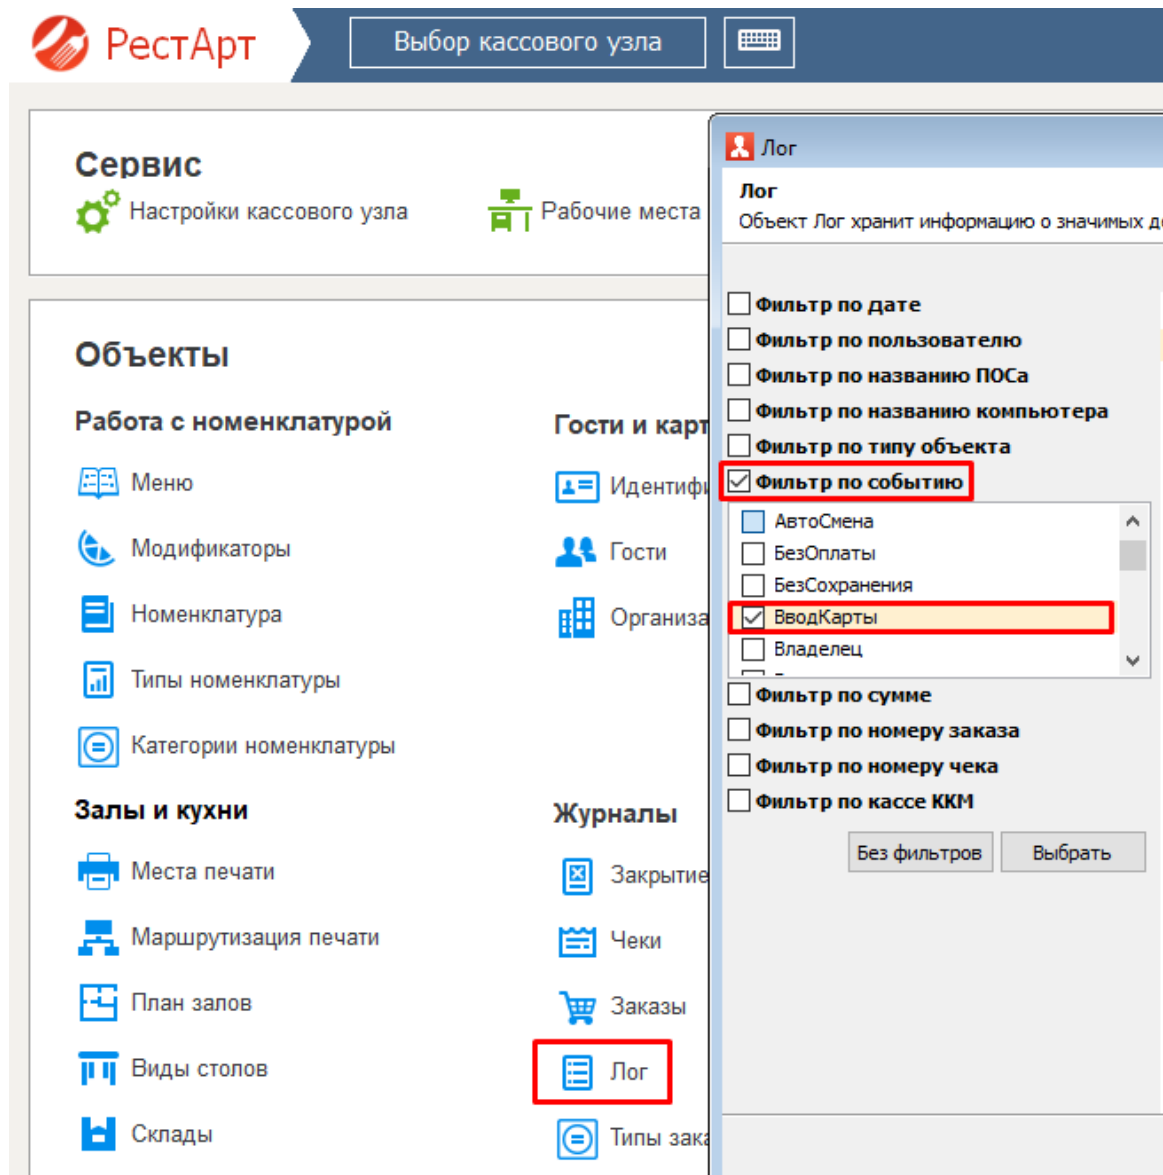 РестАрт
Выбор кассового узла
Сервис
Настройки кассового узла
Рабочие места
Объекты
Работа с номенклатурой
Меню
Модификаторы
Номенклатура
Типы номенклатуры
Категории номенклатуры
Гости и карт
Идентифи
Гости
Организа
Залы и кухни
Места печати
Маршрутизация печати
План залов
Виды столов
Склады
Журналы
Закрытие
Чеки
Заказы
Лог
Типы зака
Лог
Лог
Объект Лог хранит информацию о значимых д
Фильтр по дате
Фильтр по пользователю
Фильтр по названию ПОСа
Фильтр по названию компьютера
Фильтр по типу объекта
Фильтр по событию
АвтоСмена
БезОплаты
БезСохранения
ВводКарты
Владелец
Фильтр по сумме
Фильтр по номеру заказа
Фильтр по номеру чека
Фильтр по кассе ККМ
Без фильтров
Выбрать